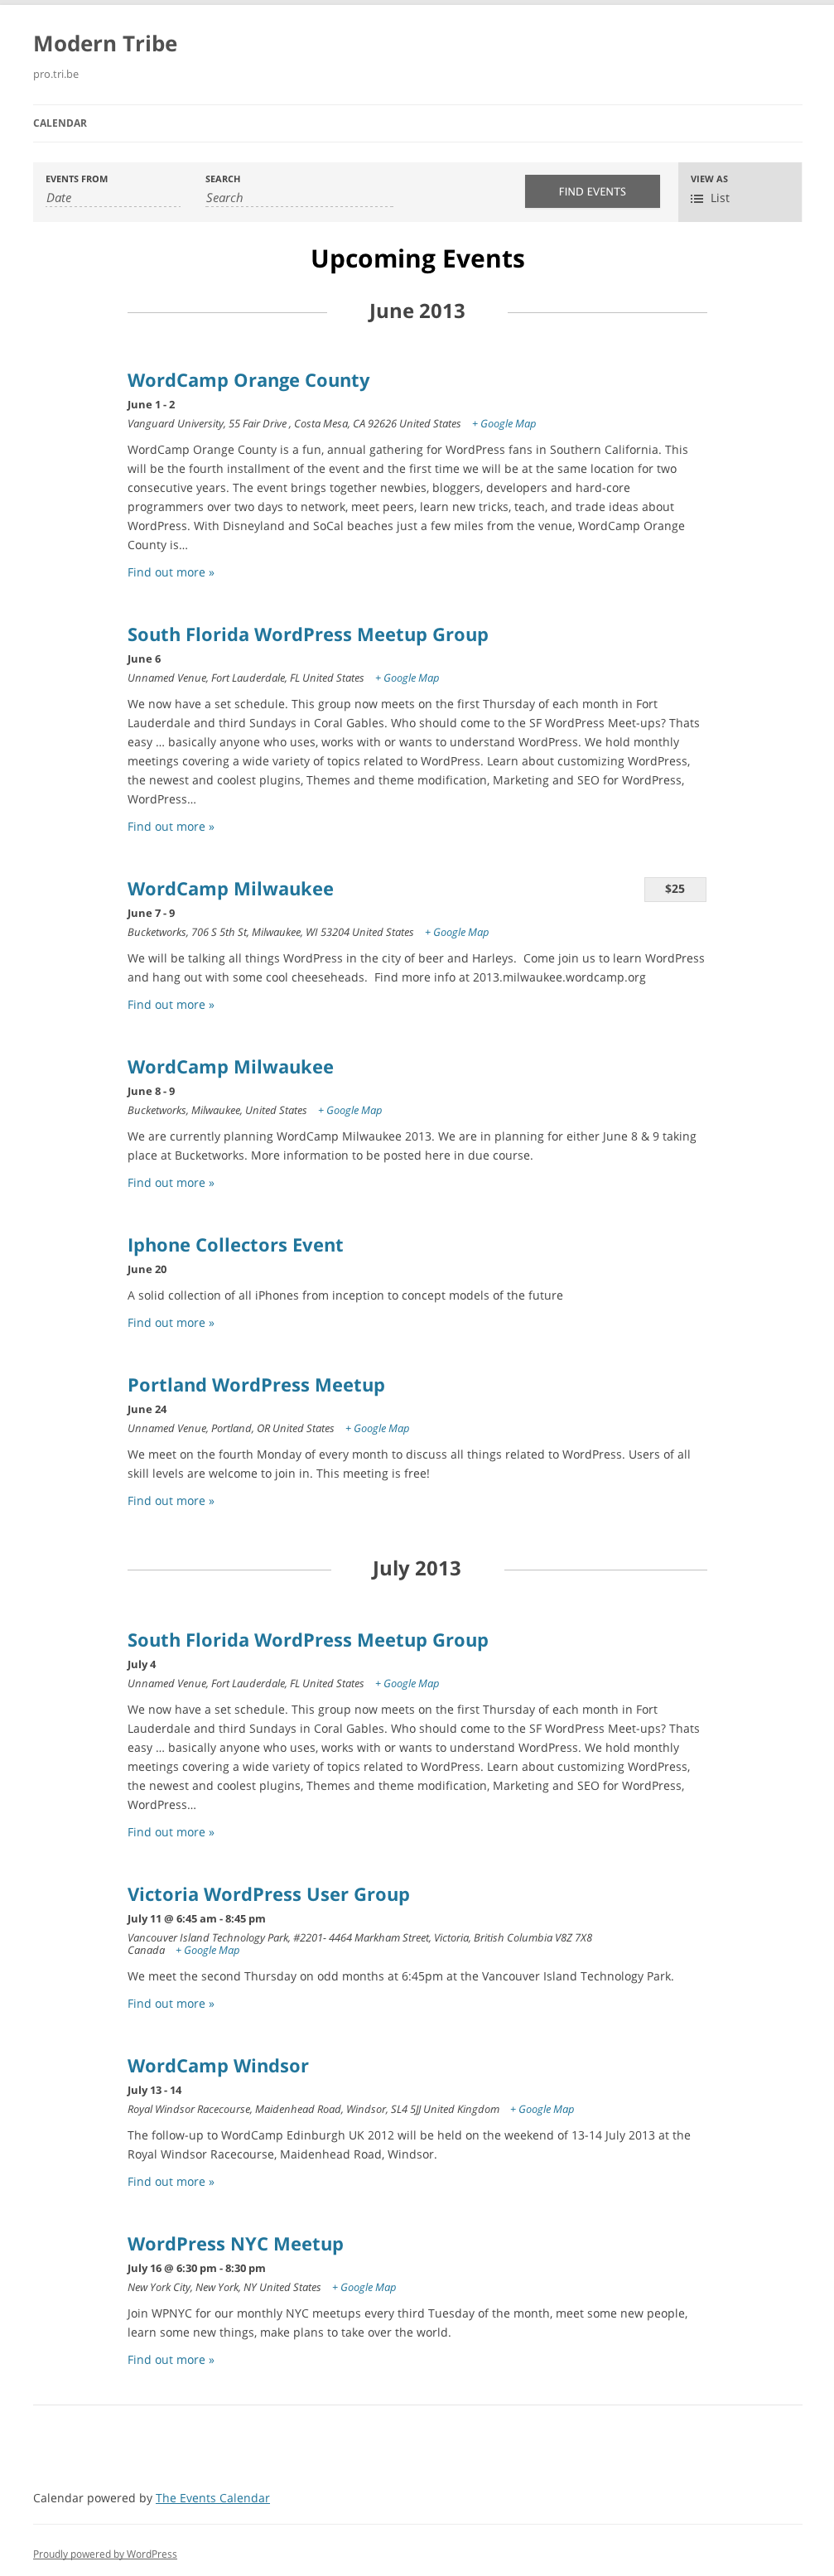 Modern Tribe
pro.tri.be
CALENDAR
EVENTS FROM
Date
SEARCH
Search
FIND EVENTS
VIEW AS
List
Upcoming Events
June 2013
WordCamp Orange County
June 1 - 2
Vanguard University, 55 Fair Drive , Costa Mesa, CA 92626 United States + Google Map
WordCamp Orange County is a fun, annual gathering for WordPress fans in Southern California. This
will be the fourth installment of the event and the first time we will be at the same location for two
consecutive years. The event brings together newbies, bloggers, developers and hard-core
programmers over two days to network, meet peers, learn new tricks, teach, and trade ideas about
WordPress. With Disneyland and SoCal beaches just a few miles from the venue, WordCamp Orange
County is…
Find out more »
South Florida WordPress Meetup Group
June 6
Unnamed Venue, Fort Lauderdale, FL United States + Google Map
We now have a set schedule. This group now meets on the first Thursday of each month in Fort
Lauderdale and third Sundays in Coral Gables. Who should come to the SF WordPress Meet-ups? Thats
easy … basically anyone who uses, works with or wants to understand WordPress. We hold monthly
meetings covering a wide variety of topics related to WordPress. Learn about customizing WordPress,
the newest and coolest plugins, Themes and theme modification, Marketing and SEO for WordPress,
WordPress…
Find out more »
WordCamp Milwaukee
$25
June 7 - 9
Bucketworks, 706 S 5th St, Milwaukee, WI 53204 United States + Google Map
We will be talking all things WordPress in the city of beer and Harleys.  Come join us to learn WordPress
and hang out with some cool cheeseheads.  Find more info at 2013.milwaukee.wordcamp.org
Find out more »
WordCamp Milwaukee
June 8 - 9
Bucketworks, Milwaukee, United States + Google Map
We are currently planning WordCamp Milwaukee 2013. We are in planning for either June 8 & 9 taking
place at Bucketworks. More information to be posted here in due course.
Find out more »
Iphone Collectors Event
June 20
A solid collection of all iPhones from inception to concept models of the future
Find out more »
Portland WordPress Meetup
June 24
Unnamed Venue, Portland, OR United States + Google Map
We meet on the fourth Monday of every month to discuss all things related to WordPress. Users of all
skill levels are welcome to join in. This meeting is free!
Find out more »
July 2013
South Florida WordPress Meetup Group
July 4
Unnamed Venue, Fort Lauderdale, FL United States + Google Map
We now have a set schedule. This group now meets on the first Thursday of each month in Fort
Lauderdale and third Sundays in Coral Gables. Who should come to the SF WordPress Meet-ups? Thats
easy … basically anyone who uses, works with or wants to understand WordPress. We hold monthly
meetings covering a wide variety of topics related to WordPress. Learn about customizing WordPress,
the newest and coolest plugins, Themes and theme modification, Marketing and SEO for WordPress,
WordPress…
Find out more »
Victoria WordPress User Group
July 11 @ 6:45 am - 8:45 pm
Vancouver Island Technology Park, #2201- 4464 Markham Street, Victoria, British Columbia V8Z 7X8
Canada + Google Map
We meet the second Thursday on odd months at 6:45pm at the Vancouver Island Technology Park.
Find out more »
WordCamp Windsor
July 13 - 14
Royal Windsor Racecourse, Maidenhead Road, Windsor, SL4 5JJ United Kingdom + Google Map
The follow-up to WordCamp Edinburgh UK 2012 will be held on the weekend of 13-14 July 2013 at the
Royal Windsor Racecourse, Maidenhead Road, Windsor.
Find out more »
WordPress NYC Meetup
July 16 @ 6:30 pm - 8:30 pm
New York City, New York, NY United States + Google Map
Join WPNYC for our monthly NYC meetups every third Tuesday of the month, meet some new people,
learn some new things, make plans to take over the world.
Find out more »
Calendar powered by The Events Calendar
Proudly powered by WordPress